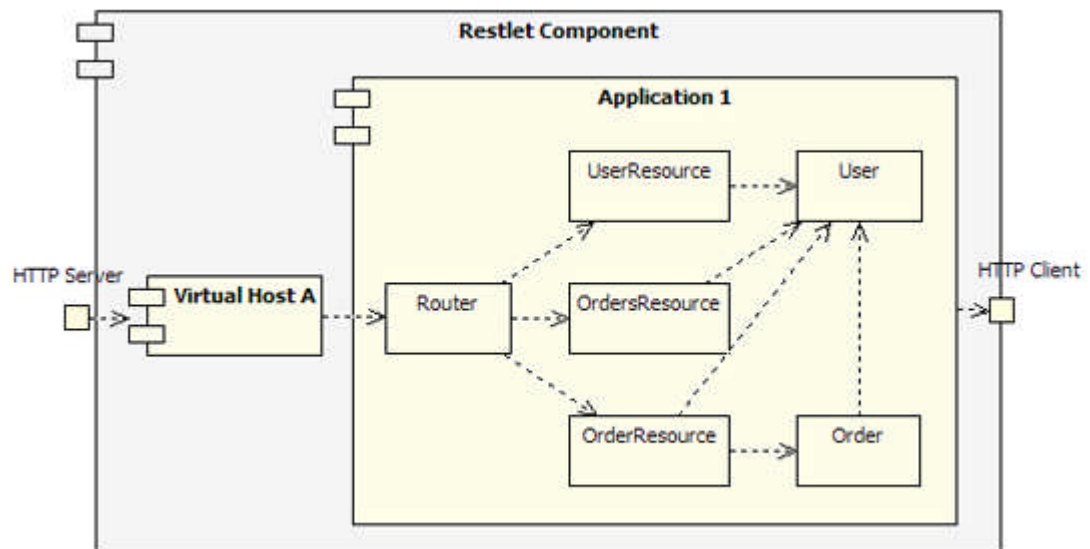 Restlet Component
Application 1
UserResource
User
HTTP Server
HTTP Client
Virtual Host A
Router
OrdersResource
OrderResource
Order